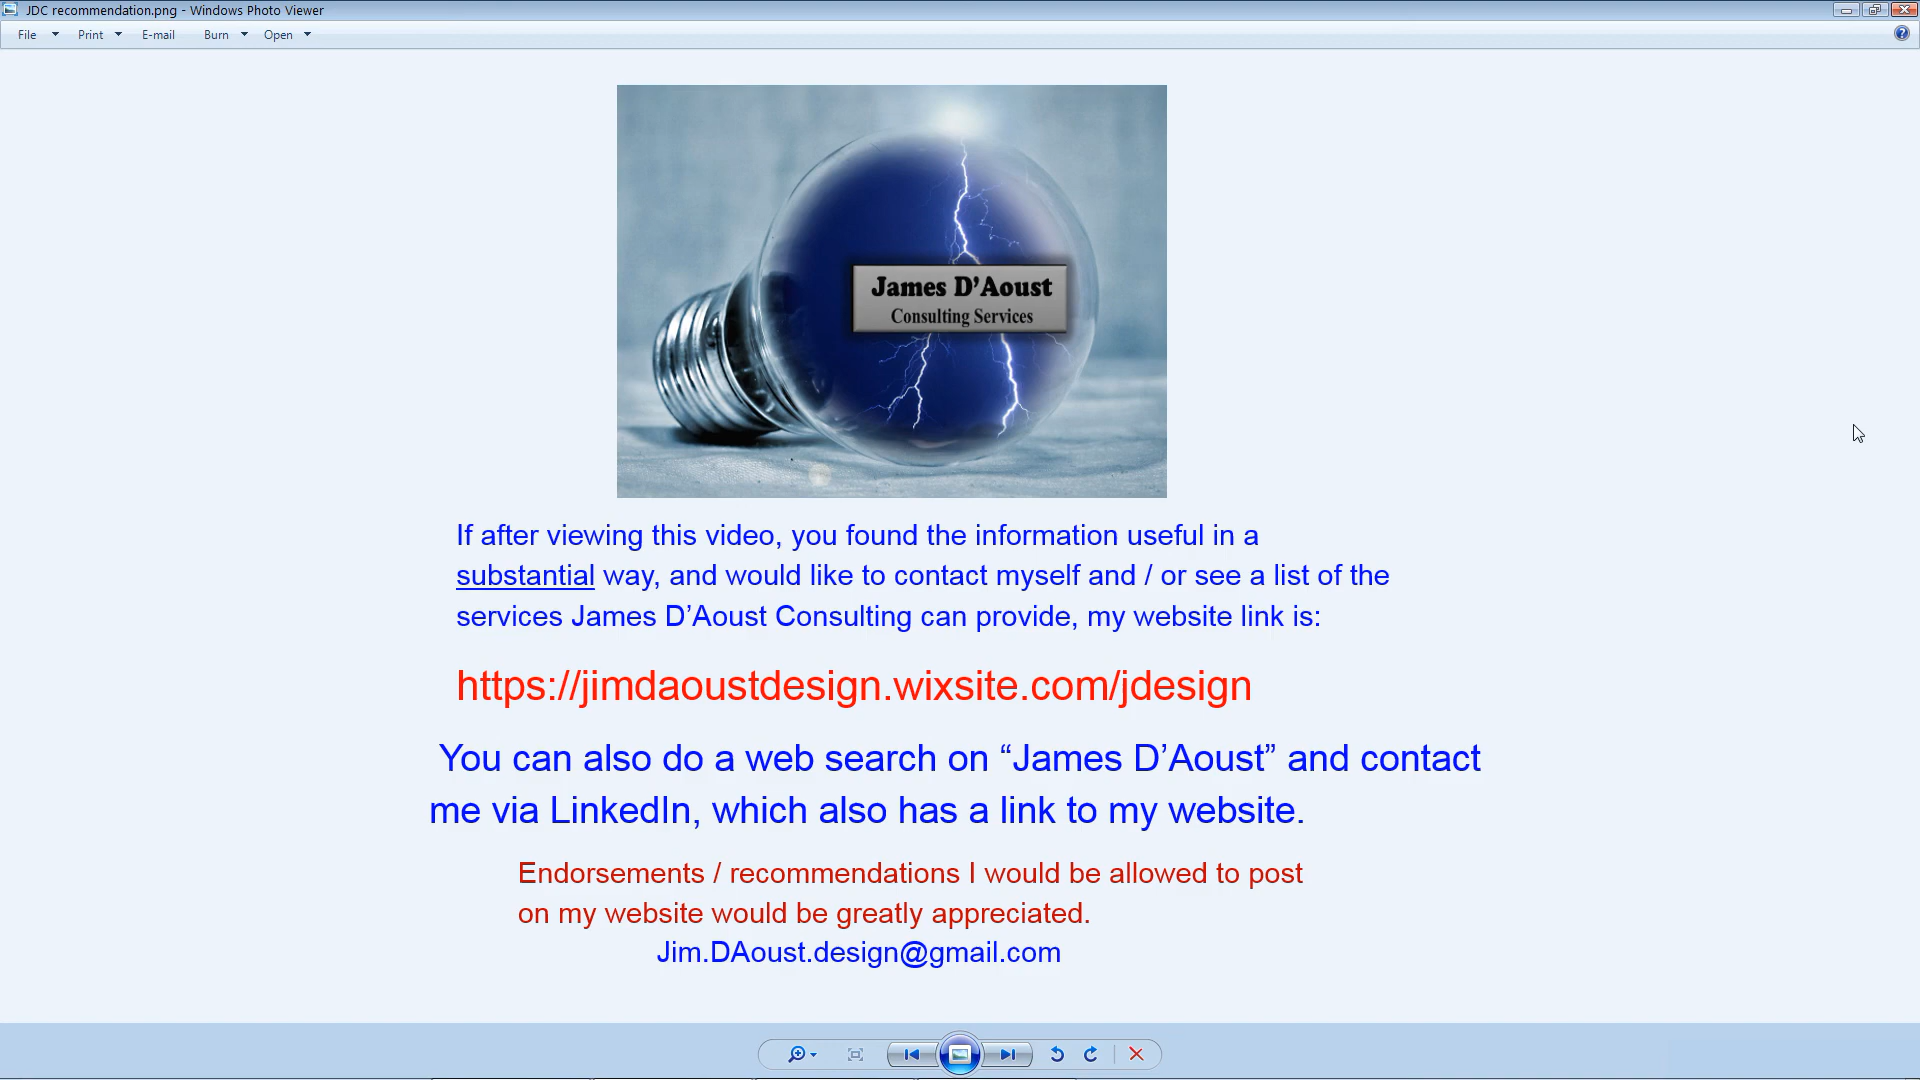 JDC recommendation.png - Windows Photo Viewer
File Print E-mail Burn Open
James D’Aoust
Consulting Services
If after viewing this video, you found the information useful in a
substantial way, and would like to contact myself and / or see a list of the
services James D’Aoust Consulting can provide, my website link is:
https://jimdaoustdesign.wixsite.com/jdesign
You can also do a web search on “James D’Aoust” and contact
me via LinkedIn, which also has a link to my website.
Endorsements / recommendations I would be allowed to post
on my website would be greatly appreciated.
Jim.DAoust.design@gmail.com